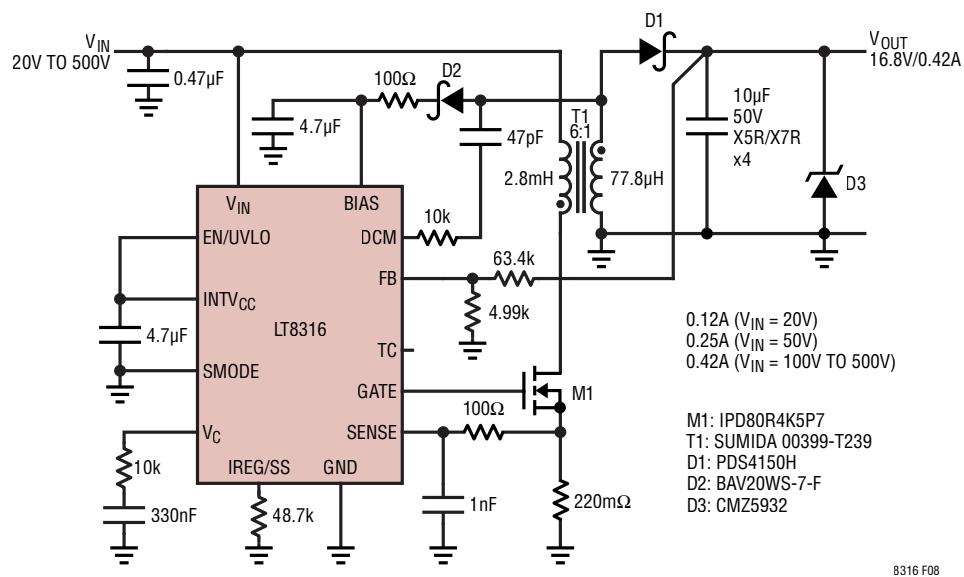 VIN
20V TO 500V
0.47µF
4.7µF
100Ω
D2
47pF
D1
T1
6:1
2.8mH
77.8µH
VOUT
16.8V/0.42A
10µF
50V
X5R/X7R
x4
D3
VIN
BIAS
EN/UVLO
DCM
10k
FB
63.4k
4.99k
INTVCC
LT8316
4.7µF
TC
SMODE
GATE
M1
100Ω
VC
SENSE
IREG/SS
GND
10k
330nF
48.7k
1nF
220mΩ
0.12A (VIN = 20V)
0.25A (VIN = 50V)
0.42A (VIN = 100V TO 500V)
M1: IPD80R4K5P7
T1: SUMIDA 00399-T239
D1: PDS4150H
D2: BAV20WS-7-F
D3: CMZ5932
8316 F08